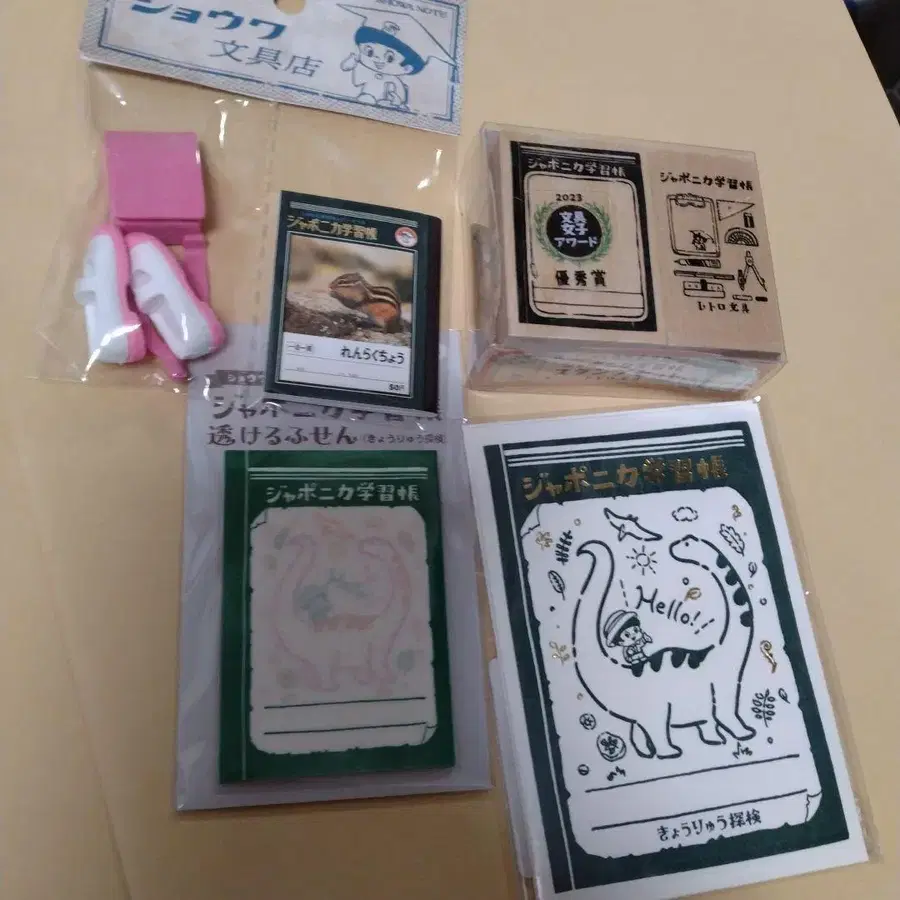 SHOWA NOTE
ショウワ
文具店
ジャポニカ学習帳
れんらくちょう
ジャポニカ学習帳
2023
文具
女子
アワード
優秀賞
ジャポニカ学習帳
レトロ文具
ジャポニカ学習帳
透けるふせん(きょうりゅう探検)
ジャポニカ学習帳
ジャポニカ学習帳
Hello!
きょうりゅう探検